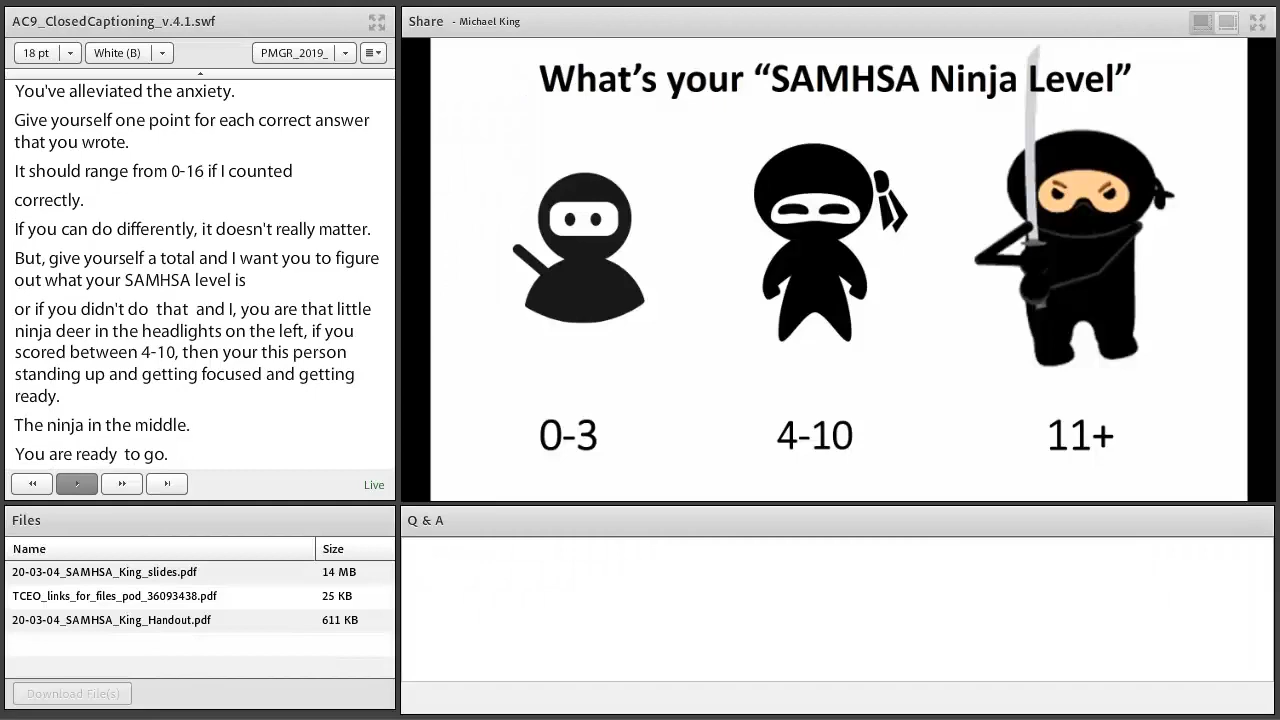 AC9_ClosedCaptioning_v.4.1.swf
18 pt
White (B)
PMGR_2019_
You've alleviated the anxiety.
Give yourself one point for each correct answer
that you wrote.
It should range from 0-16 if I counted
correctly.
If you can do differently, it doesn't really matter.
But, give yourself a total and I want you to figure
out what your SAMHSA level is
or if you didn't do that and I, you are that little
ninja deer in the headlights on the left, if you
scored between 4-10, then your this person
standing up and getting focused and getting
ready.
The ninja in the middle.
You are ready to go.
Live
Share - Michael King
What's your “SAMHSA Ninja Level”
0-3
4-10
11+
Files
Name Size
20-03-04_SAMHSA_King_slides.pdf 14 MB
TCEO_links_for_files_pod_36093438.pdf 25 KB
20-03-04_SAMHSA_King_Handout.pdf 611 KB
Download File(s)
Q & A